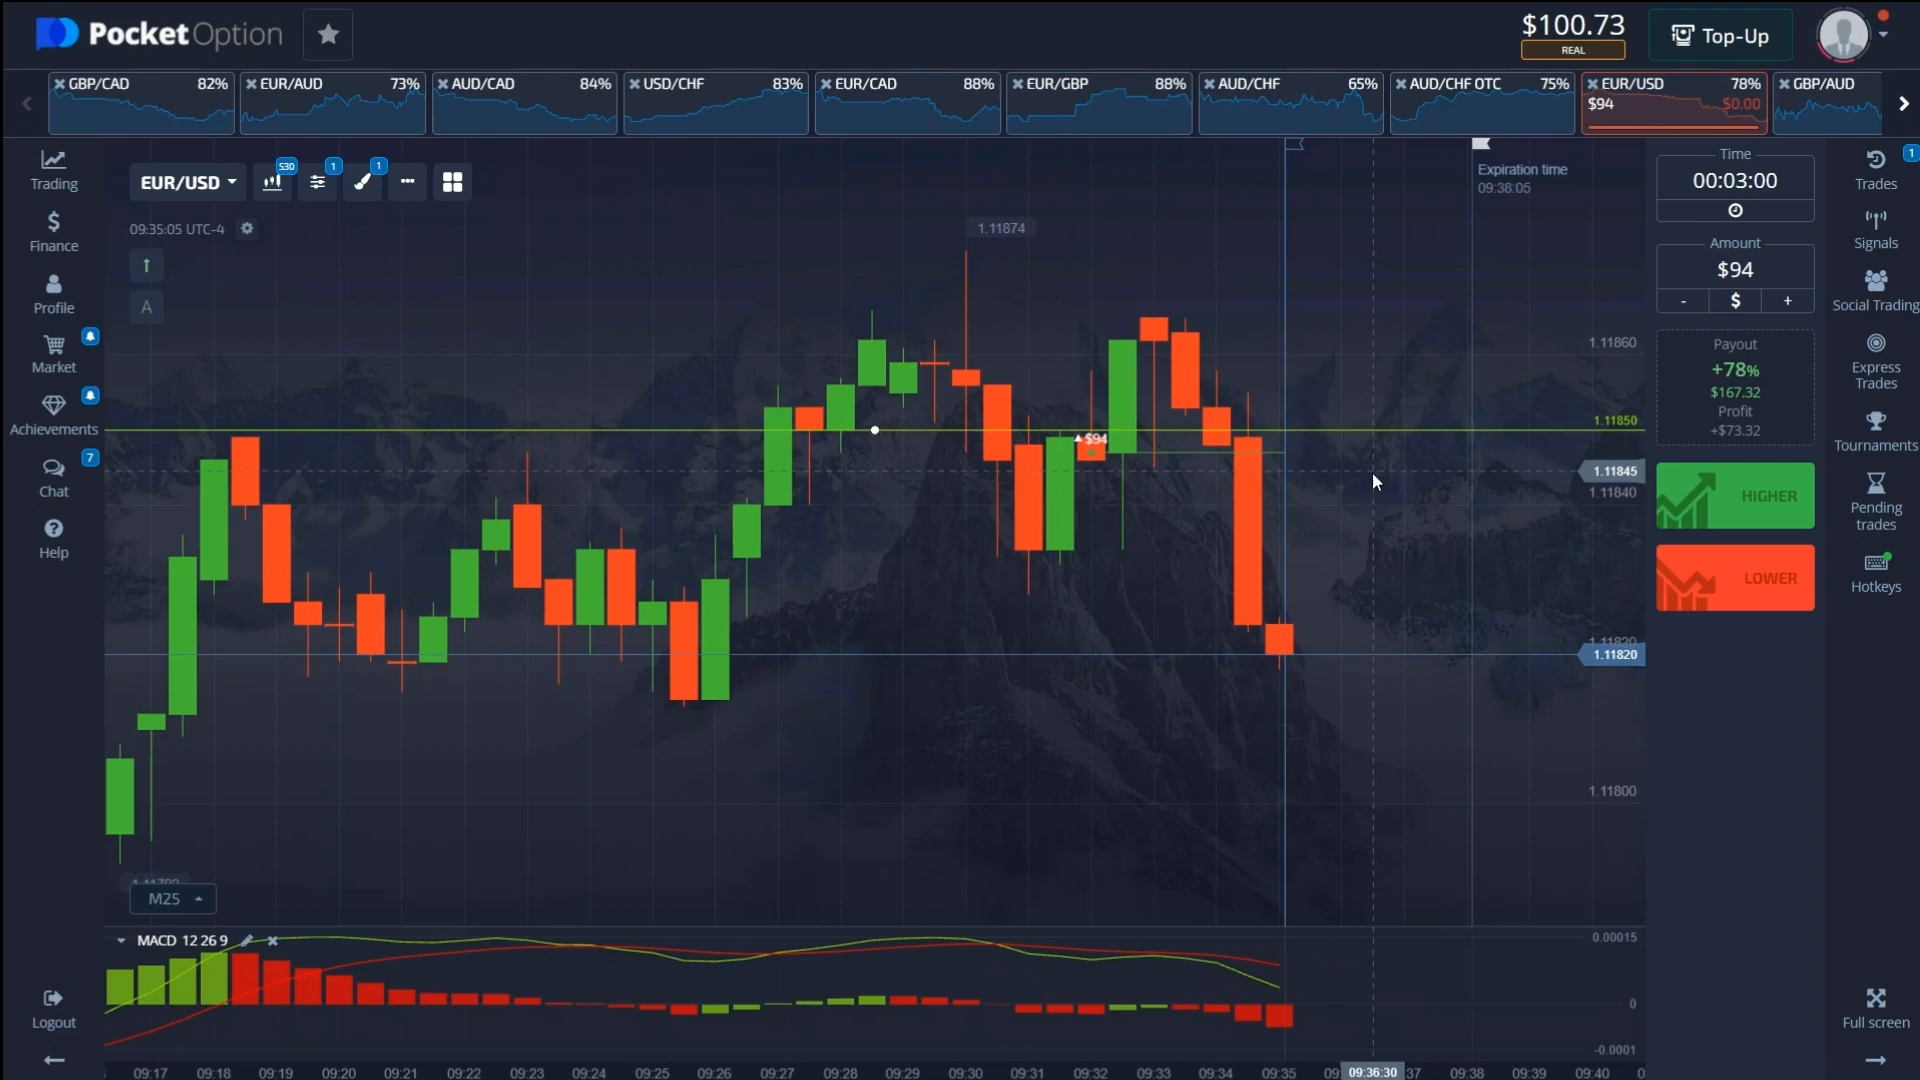 PocketOption
$100.73
REAL
Top-Up
GBP/CAD 82%
EUR/AUD 73%
AUD/CAD 84%
USD/CHF 83%
EUR/CAD 88%
EUR/GBP 88%
AUD/CHF 65%
AUD/CHF OTC 75%
EUR/USD 78%
$94 $0.00
GBP/AUD
Trading
Finance
Profile
Market
Achievements
7
Chat
Help
Logout
EUR/USD
S30
1
1
09:35:05 UTC-4
A
1.11874
Expiration time
09:38:05
$94
1.11860
1.11850
1.11845
1.11840
1.11820
1.11820
1.11800
M25
MACD 12 26 9
0.00015
0
-0.0001
09:17 09:18 09:19 09:20 09:21 09:22 09:23 09:24 09:25 09:26 09:27 09:28 09:29 09:30 09:31 09:32 09:33 09:34 09:35 09:36:30 37 09:38 09:39 09:40
Time
00:03:00
Amount
$94
- $ +
Payout
+78%
$167.32
Profit
+$73.32
HIGHER
LOWER
1
Trades
Signals
Social Trading
Express
Trades
Tournaments
Pending
trades
Hotkeys
Full screen